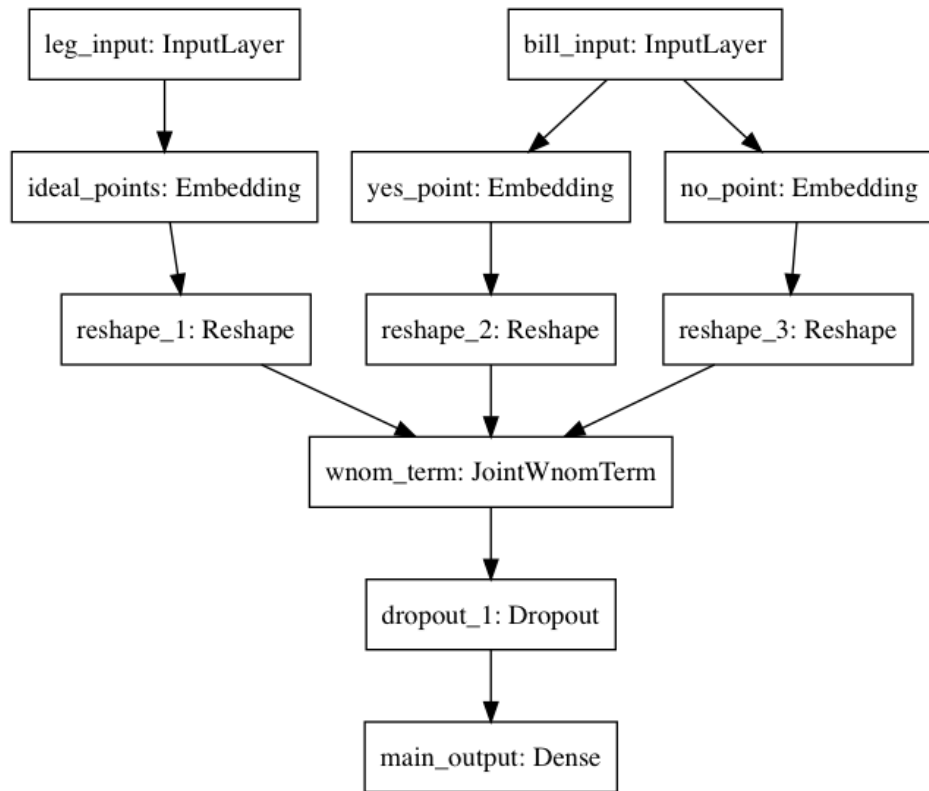 leg_input: InputLayer
bill_input: InputLayer
ideal_points: Embedding
yes_point: Embedding
no_point: Embedding
reshape_1: Reshape
reshape_2: Reshape
reshape_3: Reshape
wnom_term: JointWnomTerm
dropout_1: Dropout
main_output: Dense